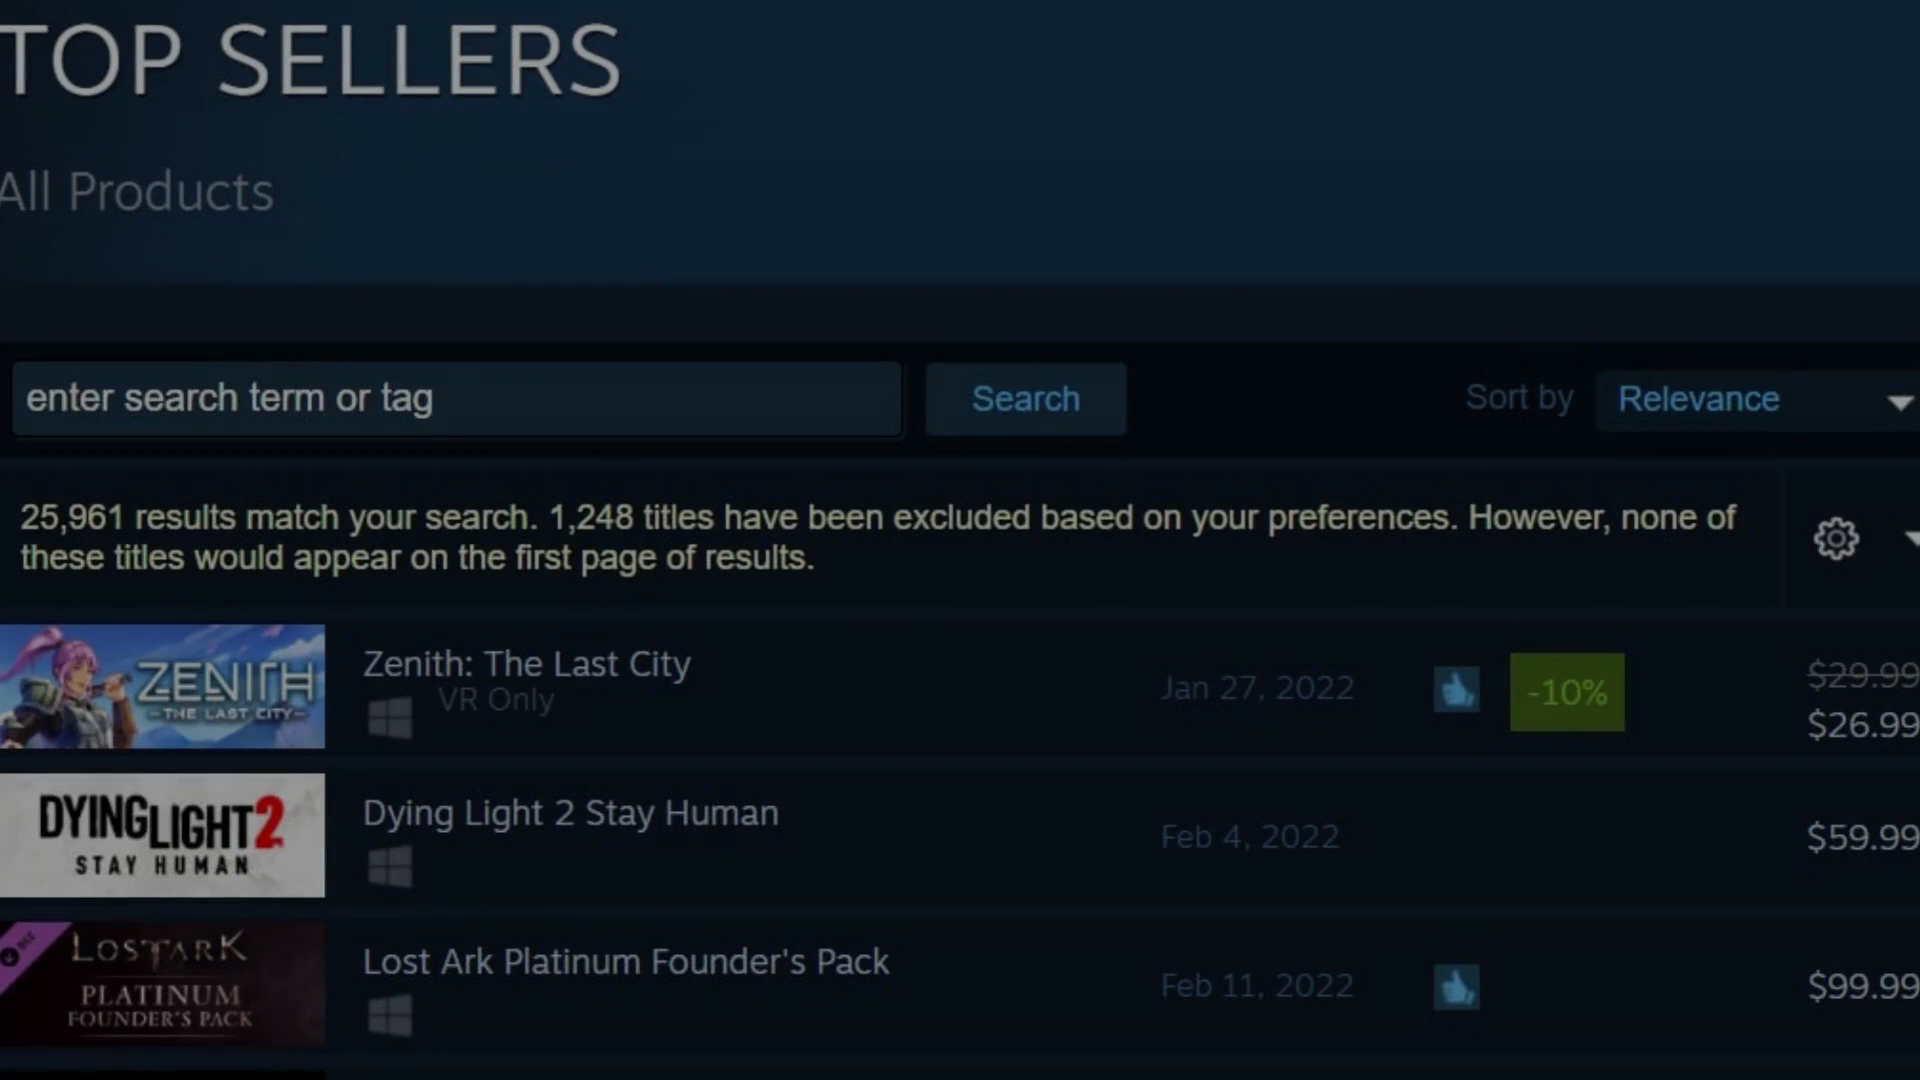 TOP SELLERS
All Products
enter search term or tag
Search
Sort by
Relevance
25,961 results match your search. 1,248 titles have been excluded based on your preferences. However, none of
these titles would appear on the first page of results.
ZENITH
-THE LAST CITY-
Zenith: The Last City
VR Only
Jan 27, 2022
-10%
$29.99
$26.99
DYING LIGHT 2
STAY HUMAN
Dying Light 2 Stay Human
Feb 4, 2022
$59.99
DLC
LOST ARK
PLATINUM
FOUNDER'S PACK
Lost Ark Platinum Founder's Pack
Feb 11, 2022
$99.99